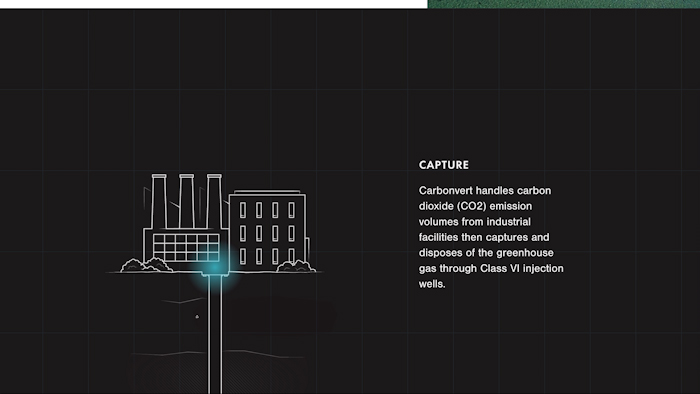 CAPTURE
Carbonvert handles carbon
dioxide (CO2) emission
volumes from industrial
facilities then captures and
disposes of the greenhouse
gas through Class VI injection
wells.